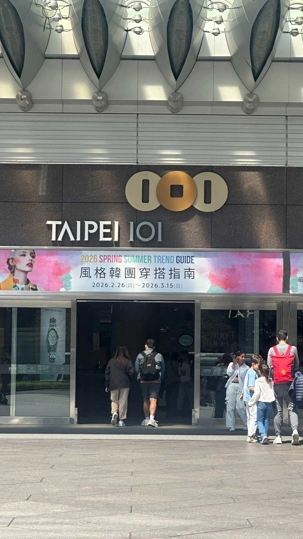 TAIPEI 101
2026 SPRING SUMMER TREND GUIDE
風格韓團穿搭指南
2026.2.26(四)~2026.3.15(日)